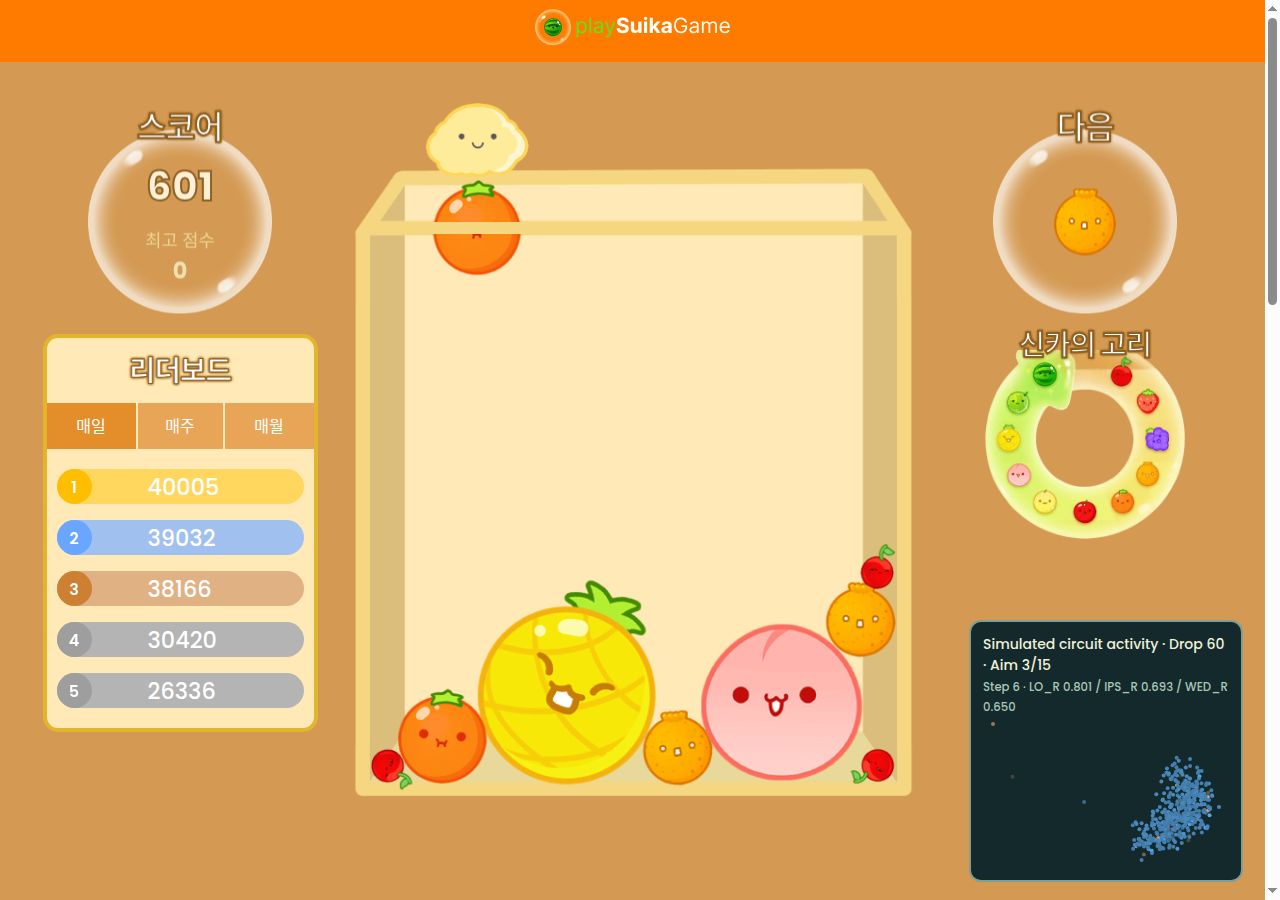 playSuikaGame
스코어
601
최고 점수
0
다음
신카의 고리
리더보드
매일 매주 매월
1 40005
2 39032
3 38166
4 30420
5 26336
Simulated circuit activity · Drop 60
· Aim 3/15
Step 6 · LO_R 0.801 / IPS_R 0.693 / WED_R
0.650